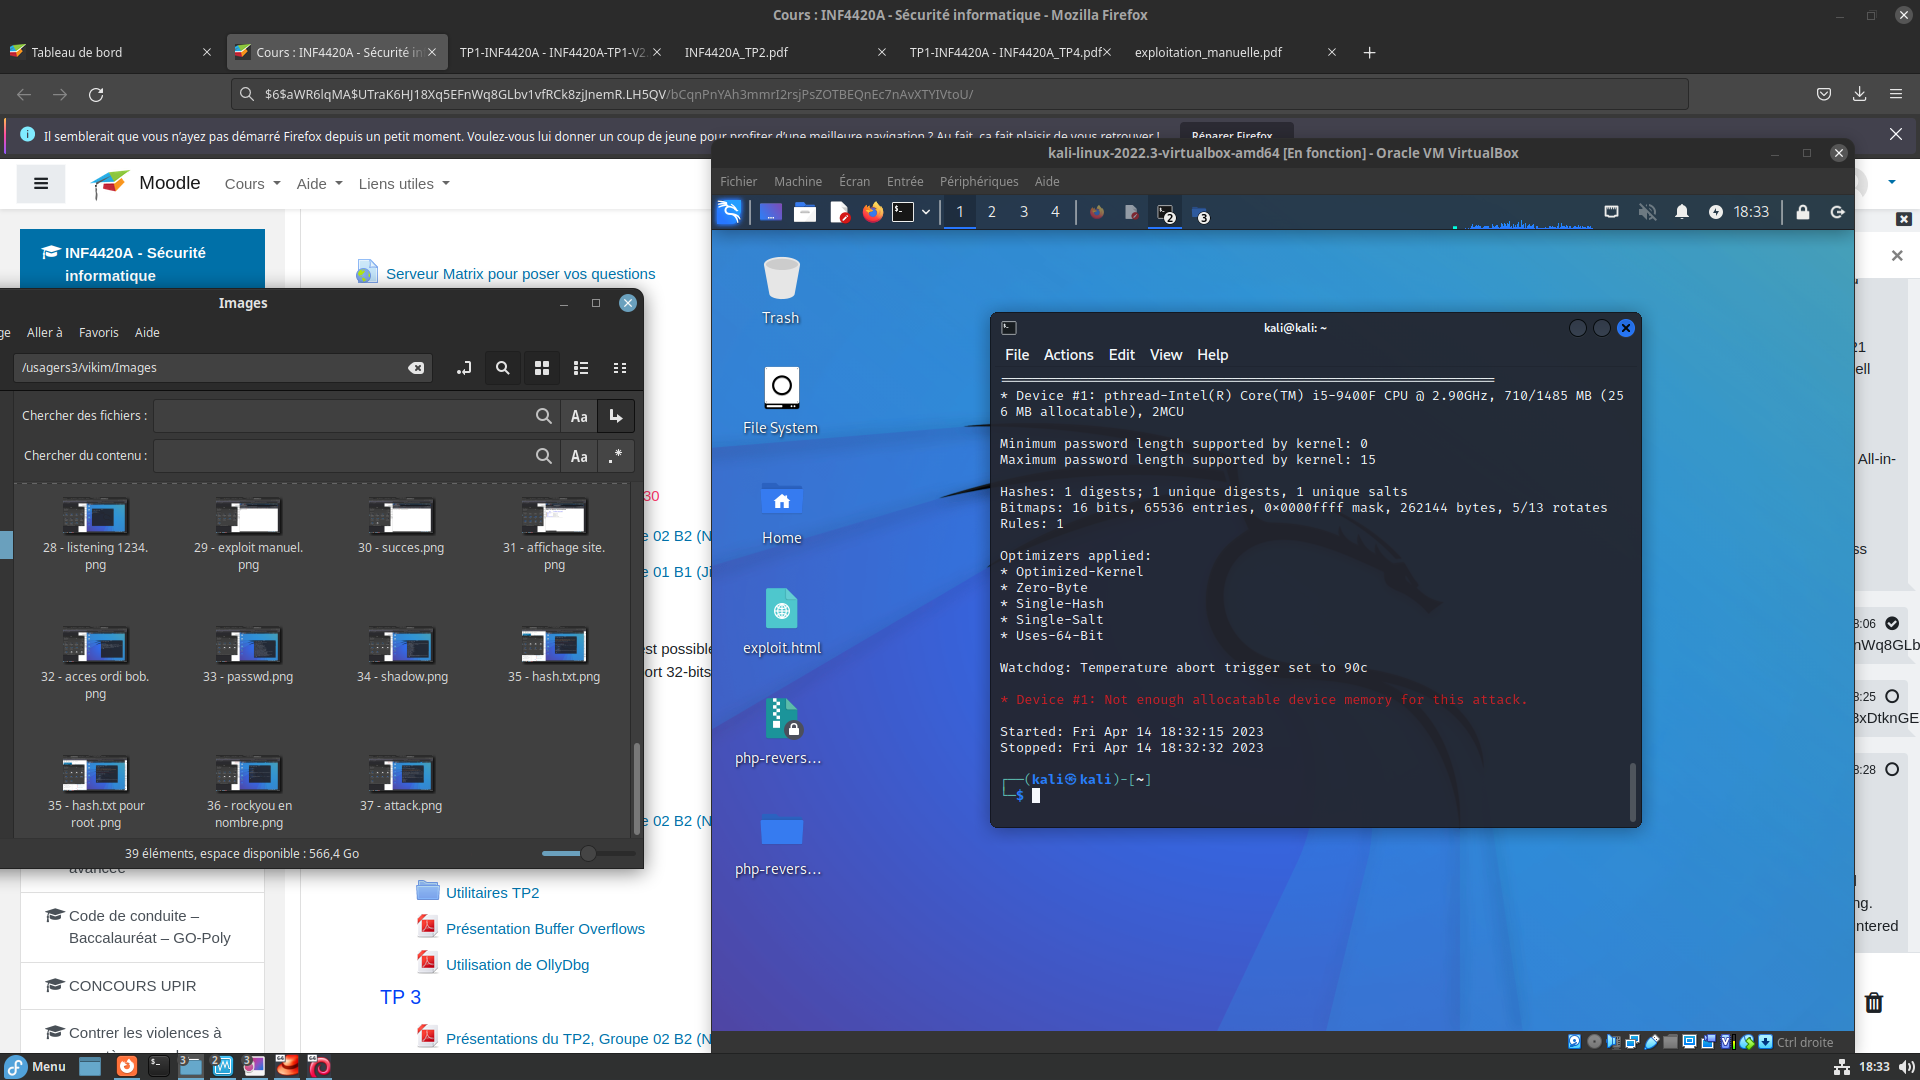 Cours : INF4420A - Sécurité informatique - Mozilla Firefox
Tableau de bord
Cours : INF4420A - Sécurité in
TP1-INF4420A - INF4420A-TP1-V2
INF4420A_TP2.pdf
TP1-INF4420A - INF4420A_TP4.pdf
exploitation_manuelle.pdf
$6$aWR6lqMA$UTraK6HJ18Xq5EFnWq8GLbv1vfRCk8zjJnemR.LH5QV/bCqnPnYAh3mmrI2rsjPsZOTBEQnEc7nAvXTYIVtoU/
Il semblerait que vous n'ayez pas démarré Firefox depuis un petit moment. Voulez-vous lui donner un coup de jeune pour profiter d'une meilleure navigation ? Au fait, ça fait plaisir de vous retrouver !
Réparer Firefox
Moodle
Cours
Aide
Liens utiles
INF4420A - Sécurité
informatique
Serveur Matrix pour poser vos questions
Images
ge
Aller à
Favoris
Aide
/usagers3/vikim/Images
Chercher des fichiers :
Aa
Chercher du contenu :
Aa
.*
28 - listening 1234.
png
29 - exploit manuel.
png
30 - succes.png
31 - affichage site.
png
32 - acces ordi bob.
png
33 - passwd.png
34 - shadow.png
35 - hash.txt.png
35 - hash.txt pour
root .png
36 - rockyou en
nombre.png
37 - attack.png
39 éléments, espace disponible : 566,4 Go
30
e 02 B2 (N
e 01 B1 (Ji
est possible
ort 32-bits
e 02 B2 (N
avancée
Code de conduite –
Baccalauréat – GO-Poly
CONCOURS UPIR
Contrer les violences à
Utilitaires TP2
Présentation Buffer Overflows
Utilisation de OllyDbg
TP 3
Présentations du TP2, Groupe 02 B2 (N
kali-linux-2022.3-virtualbox-amd64 [En fonction] - Oracle VM VirtualBox
Fichier
Machine
Écran
Entrée
Périphériques
Aide
1
2
3
4
2
3
18:33
Trash
File System
Home
exploit.html
php-revers...
php-revers...
kali@kali: ~
File
Actions
Edit
View
Help
* Device #1: pthread-Intel(R) Core(TM) i5-9400F CPU @ 2.90GHz, 710/1485 MB (25
6 MB allocatable), 2MCU
Minimum password length supported by kernel: 0
Maximum password length supported by kernel: 15
Hashes: 1 digests; 1 unique digests, 1 unique salts
Bitmaps: 16 bits, 65536 entries, 0x0000ffff mask, 262144 bytes, 5/13 rotates
Rules: 1
Optimizers applied:
* Optimized-Kernel
* Zero-Byte
* Single-Hash
* Single-Salt
* Uses-64-Bit
Watchdog: Temperature abort trigger set to 90c
* Device #1: Not enough allocatable device memory for this attack.
Started: Fri Apr 14 18:32:15 2023
Stopped: Fri Apr 14 18:32:32 2023
(kali㉿kali)-[~]
$
21
ell
All-in-
ss
8:06
nWq8GLb
8:25
3xDtknGE
8:28
ng.
ntered
Ctrl droite
Menu
3
2
3
18:33